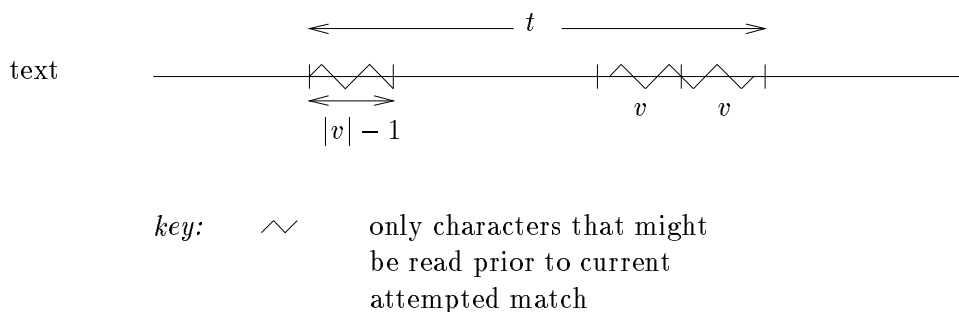 t
text
v v
|v| − 1
key: only characters that might
be read prior to current
attempted match